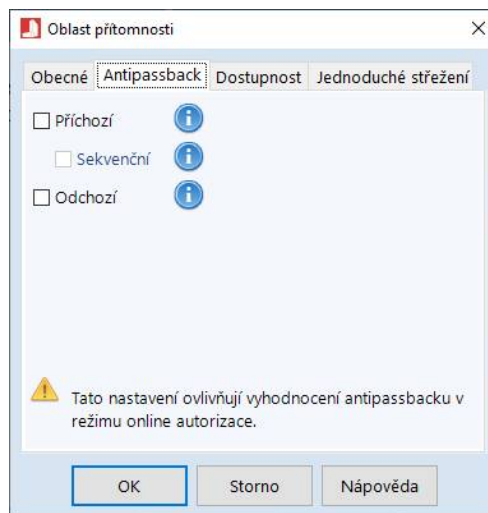 Oblast přítomnosti
Obecné Antipassback Dostupnost Jednoduché střežení
Příchozí
Sekvenční
Odchozí
Tato nastavení ovlivňují vyhodnocení antipassbacku v
režimu online autorizace.
OK Storno Nápověda